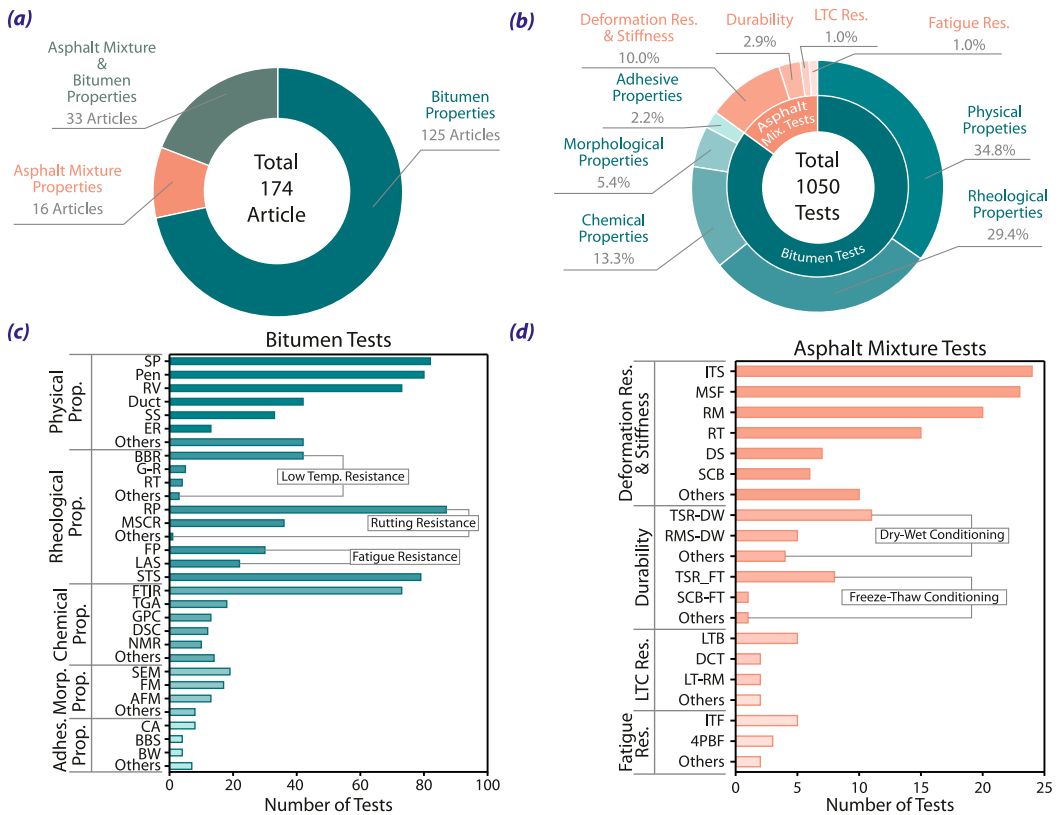 (a)
Asphalt Mixture
&
Bitumen
Properties
33 Articles
Asphalt Mixture
Properties
16 Articles
Bitumen
Properties
125 Articles
Total
174
Article
(b)
Deformation Res.
& Stiffness
10.0%
Durability
2.9%
LTC Res.
1.0%
Fatigue Res.
1.0%
Adhesive
Properties
2.2%
Morphological
Properties
5.4%
Chemical
Properties
13.3%
Physical
Propeties
34.8%
Rheological
Properties
29.4%
Asphalt
Mix. Tests
Bitumen Tests
Total
1050
Tests
(c)
Bitumen Tests
Physical
Prop.
SP
Pen
RV
Duct
SS
ER
Others
Rheological
Prop.
BBR
G-R
RT
Others
Low Temp. Resistance
RP
MSCR
Others
Rutting Resistance
FP
LAS
Fatigue Resistance
STS
Chemical
Prop.
FTIR
TGA
GPC
DSC
NMR
Others
Morp.
Prop.
SEM
FM
AFM
Others
Adhes.
Prop.
CA
BBS
BW
Others
0 20 40 60 80 100
Number of Tests
(d)
Asphalt Mixture Tests
Deformation Res.
& Stiffness
ITS
MSF
RM
RT
DS
SCB
Others
Durability
TSR-DW
RMS-DW
Others
Dry-Wet Conditioning
TSR_FT
SCB-FT
Others
Freeze-Thaw Conditioning
LTC Res.
LTB
DCT
LT-RM
Others
Fatigue
Res.
ITF
4PBF
Others
0 5 10 15 20 25
Number of Tests